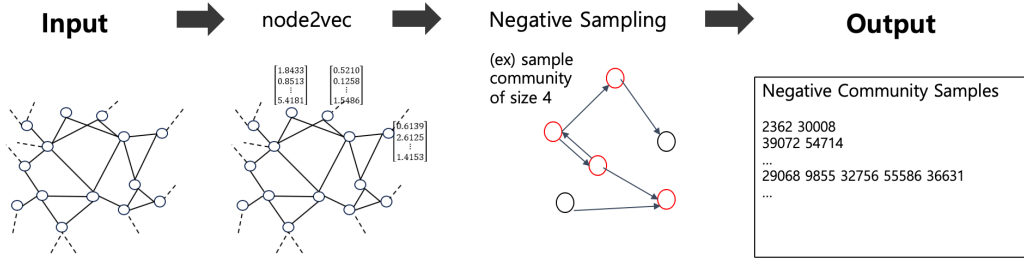 Input
node2vec
Negative Sampling
Output
1.8433
0.8513
⋮
5.4181
0.5210
0.1258
⋮
1.5486
0.6139
2.6125
⋮
1.4153
(ex) sample
community
of size 4
Negative Community Samples
2362 30008
39072 54714
...
29068 9855 32756 55586 36631
...